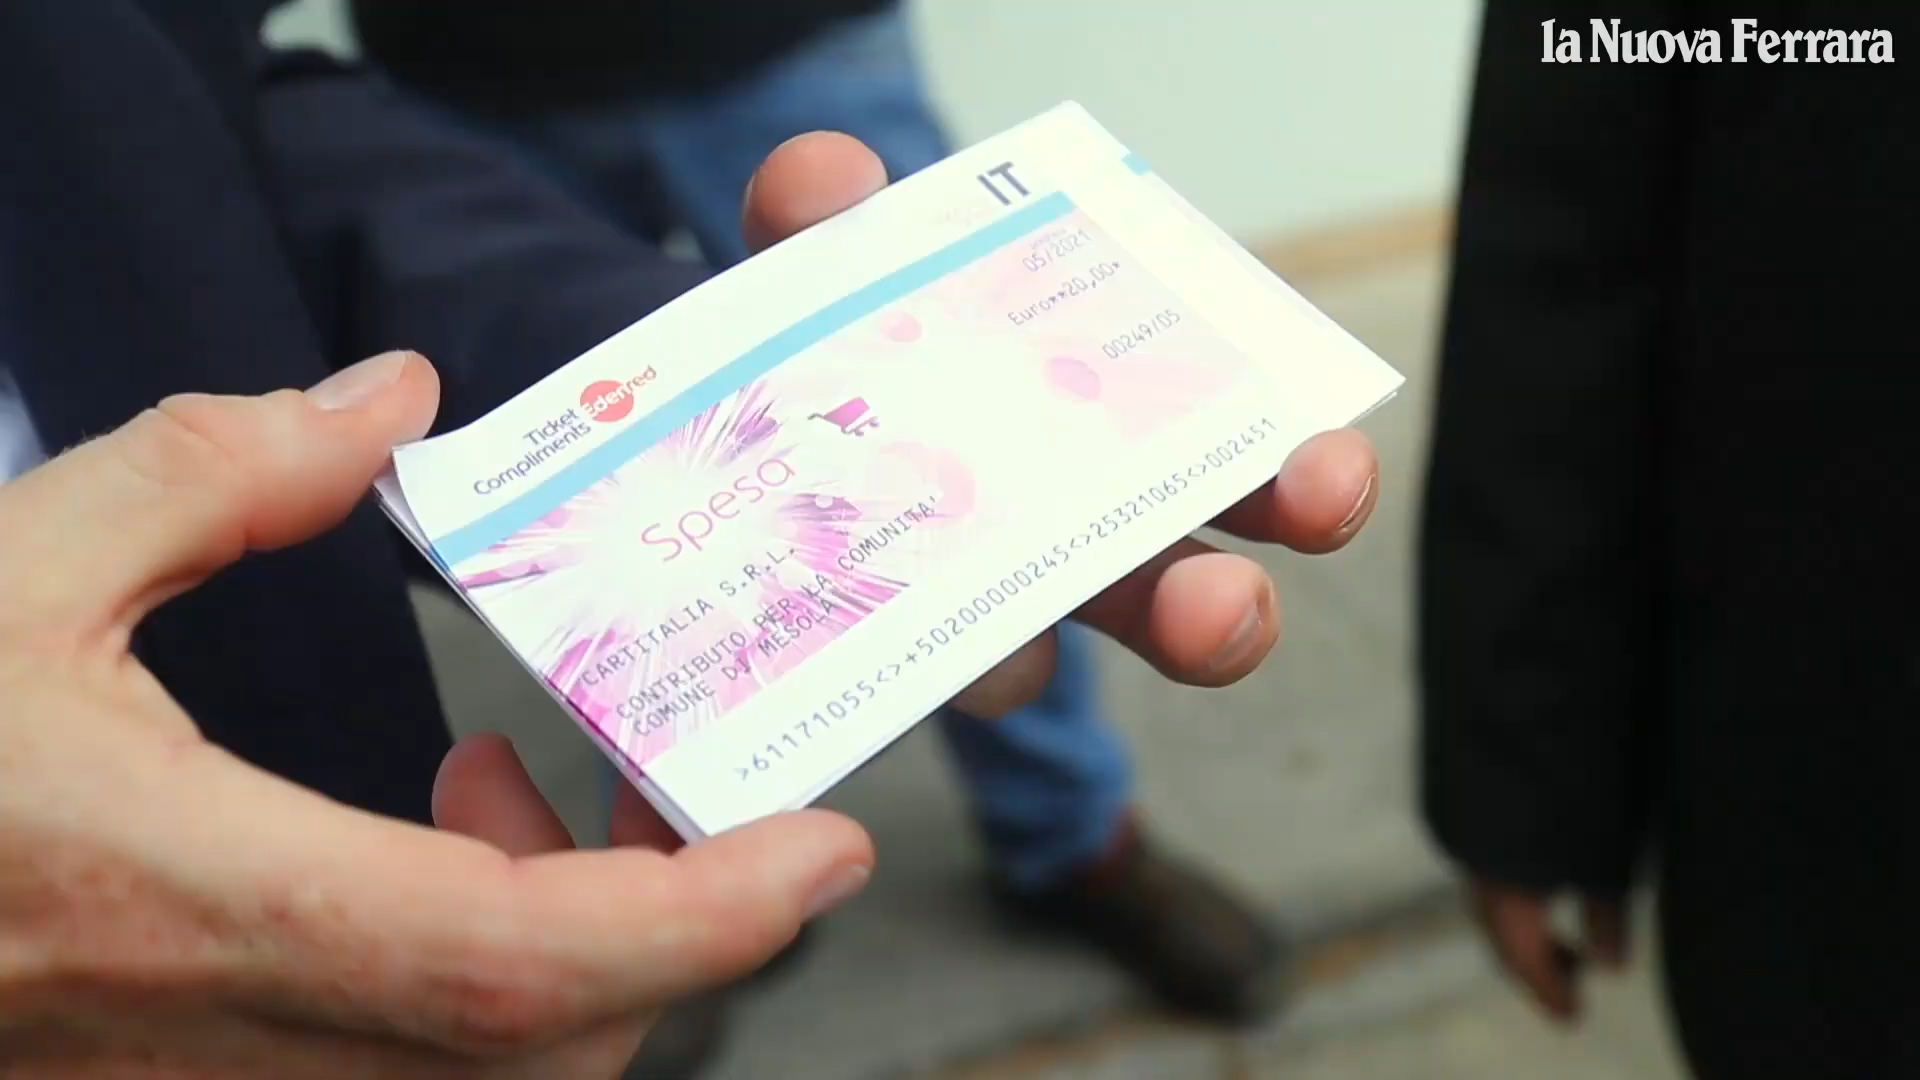 la Nuova Ferrara
IT
Ticket
Compliments
Edenred
05/2021
Euro**20,00*
00249/05
Spesa
CARTITALIA S.R.L.
CONTRIBUTO PER LA COMUNITA'
COMUNE DI MESOLA
>61171055<>+50200000245<>25321065<>002451